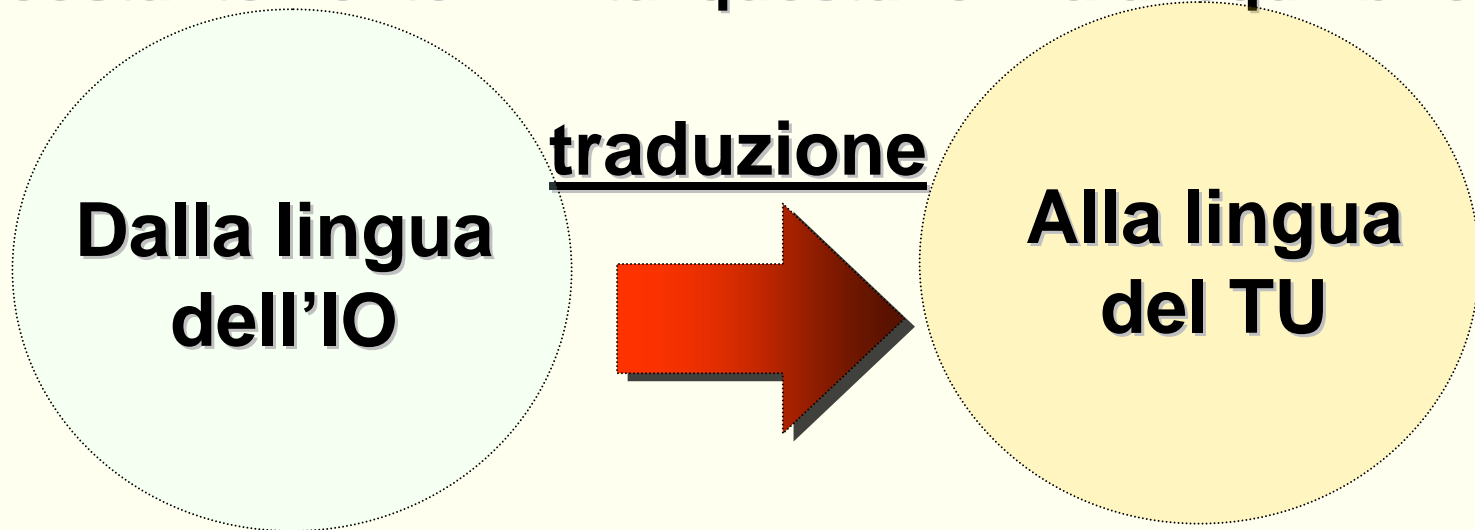 traduzione
Dalla lingua
dell’IO
Alla lingua
del TU